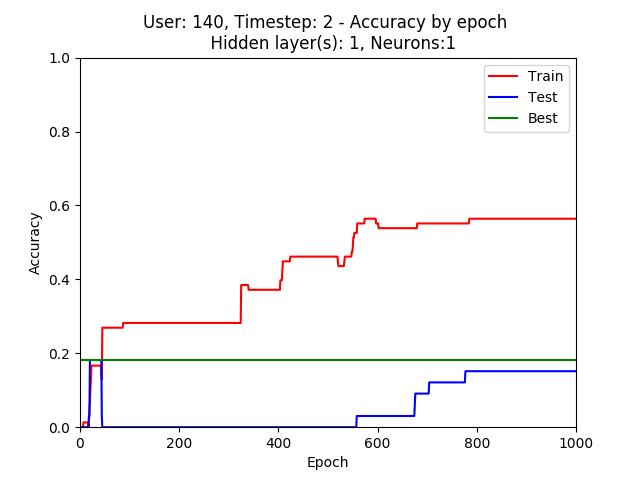 User: 140, Timestep: 2 - Accuracy by epoch
Hidden layer(s): 1, Neurons:1
Train
Test
Best
1.0
0.8
0.6
0.4
0.2
0.0
Accuracy
0 200 400 600 800 1000
Epoch